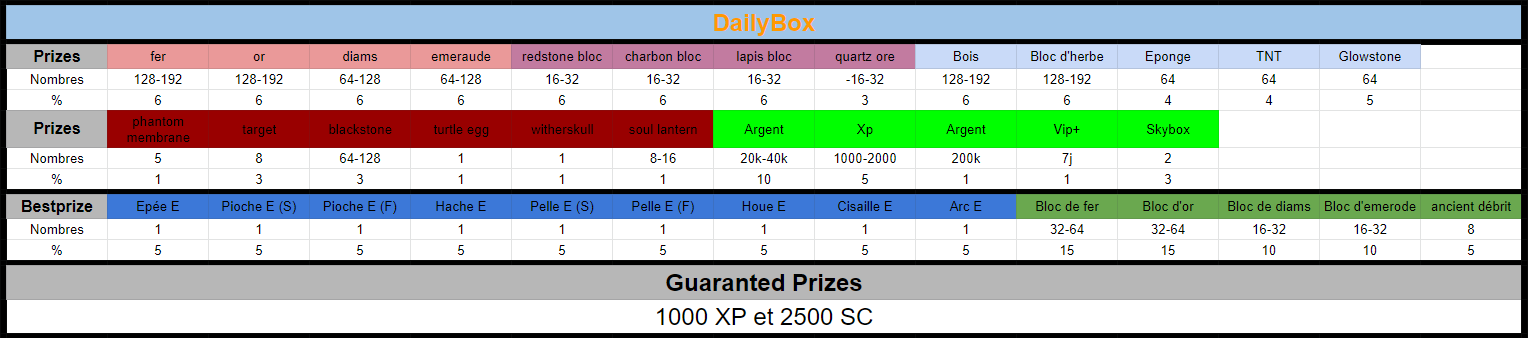 DailyBox
Prizes fer or diams emeraude redstone bloc charbon bloc lapis bloc quartz ore Bois Bloc d'herbe Eponge TNT Glowstone
Nombres 128-192 128-192 64-128 64-128 16-32 16-32 16-32 -16-32 128-192 128-192 64 64 64
% 6 6 6 6 6 6 6 3 6 6 4 4 5
Prizes phantom membrane target blackstone turtle egg witherskull soul lantern Argent Xp Argent Vip+ Skybox
Nombres 5 8 64-128 1 1 8-16 20k-40k 1000-2000 200k 7j 2
% 1 3 3 1 1 1 10 5 1 1 3
Bestprize Epée E Pioche E (S) Pioche E (F) Hache E Pelle E (S) Pelle E (F) Houe E Cisaille E Arc E Bloc de fer Bloc d'or Bloc de diams Bloc d'emerode ancient débrit
Nombres 1 1 1 1 1 1 1 1 1 32-64 32-64 16-32 16-32 8
% 5 5 5 5 5 5 5 5 5 15 15 10 10 5
Guaranted Prizes
1000 XP et 2500 SC